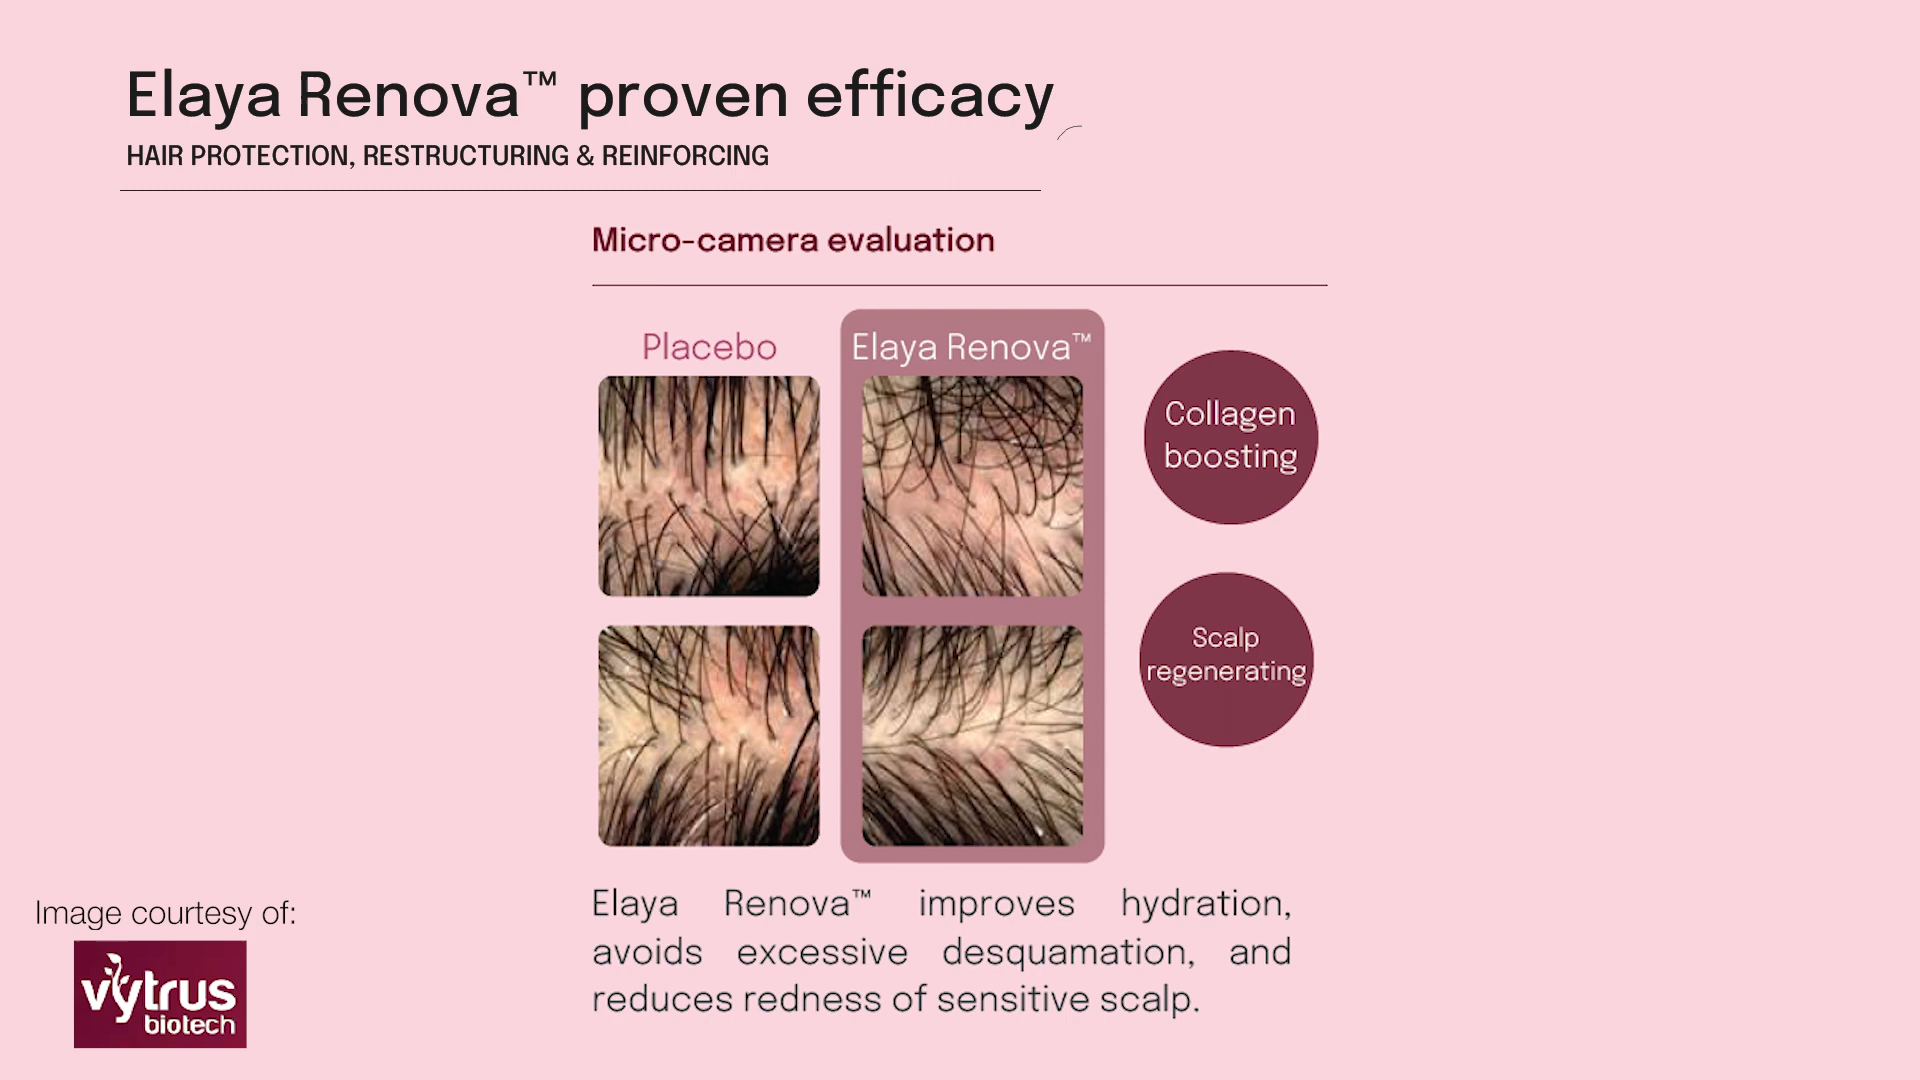 Elaya Renova™ proven efficacy
HAIR PROTECTION, RESTRUCTURING & REINFORCING
Micro-camera evaluation
Placebo
Elaya Renova™
Collagen
boosting
Scalp
regenerating
Elaya Renova™ improves hydration,
avoids excessive desquamation, and
reduces redness of sensitive scalp.
Image courtesy of:
vytrus
biotech